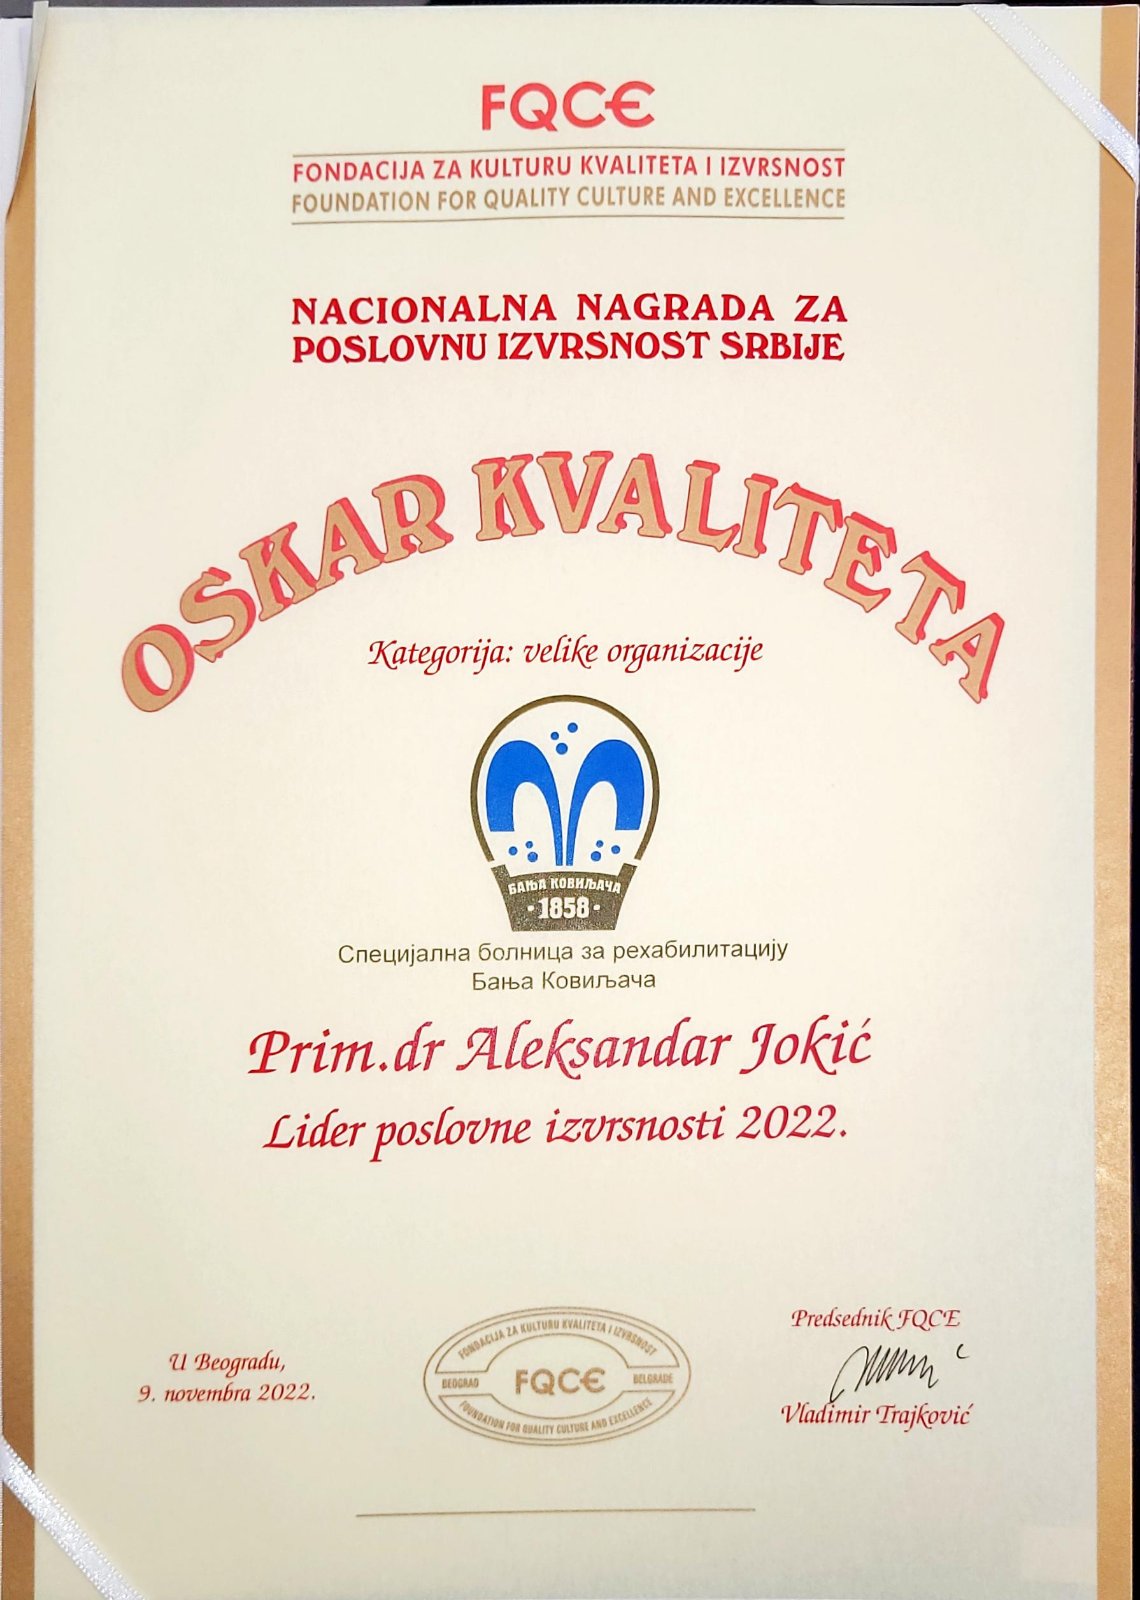 FQCE
FONDACIJA ZA KULTURU KVALITETA I IZVRSNOST
FOUNDATION FOR QUALITY CULTURE AND EXCELLENCE
NACIONALNA NAGRADA ZA
POSLOVNU IZVRSNOST SRBIJE
OSKAR KVALITETA
Kategorija: velike organizacije
БАЊА КОВИЉАЧА
·1858·
Специјална болница за рехабилитацију
Бања Ковиљача
Prim.dr Aleksandar Jokić
Lider poslovne izvrsnosti 2022.
U Beogradu,
9. novembra 2022.
FONDACIJA ZA KULTURU KVALITETA I IZVRSNOST
BEOGRAD FQCE BELGRADE
FOUNDATION FOR QUALITY CULTURE AND EXCELLENCE
Predsednik FQCE
Vladimir Trajković